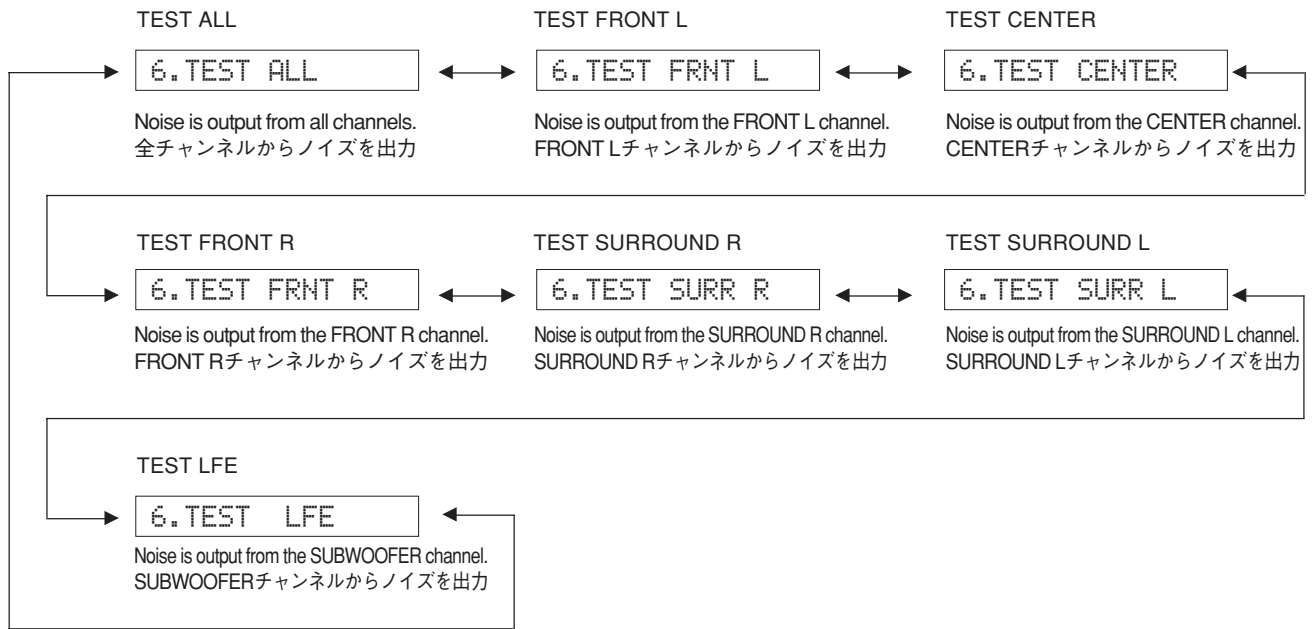 TEST ALL
6.TEST ALL
Noise is output from all channels.
全チャンネルからノイズを出力
TEST FRONT L
6.TEST FRNT L
Noise is output from the FRONT L channel.
FRONT Lチャンネルからノイズを出力
TEST CENTER
6.TEST CENTER
Noise is output from the CENTER channel.
CENTERチャンネルからノイズを出力
TEST FRONT R
6.TEST FRNT R
Noise is output from the FRONT R channel.
FRONT Rチャンネルからノイズを出力
TEST SURROUND R
6.TEST SURR R
Noise is output from the SURROUND R channel.
SURROUND Rチャンネルからノイズを出力
TEST SURROUND L
6.TEST SURR L
Noise is output from the SURROUND L channel.
SURROUND Lチャンネルからノイズを出力
TEST LFE
6.TEST  LFE
Noise is output from the SUBWOOFER channel.
SUBWOOFERチャンネルからノイズを出力